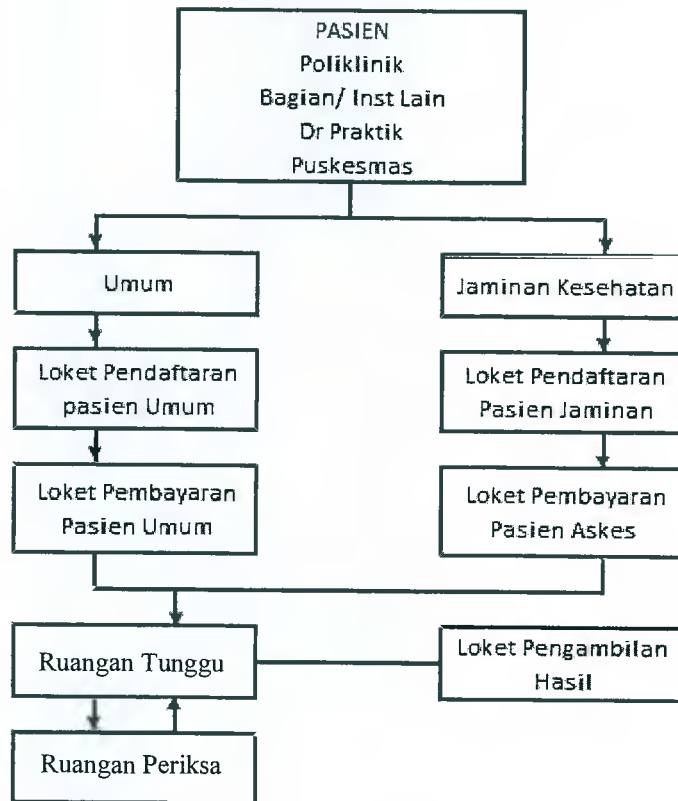 PASIEN
Poliklinik
Bagian/ Inst Lain
Dr Praktik
Puskesmas
Umum
Jaminan Kesehatan
Loket Pendaftaran
pasien Umum
Loket Pendaftaran
Pasien Jaminan
Loket Pembayaran
Pasien Umum
Loket Pembayaran
Pasien Askes
Ruangan Tunggu
Loket Pengambilan
Hasil
Ruangan Periksa